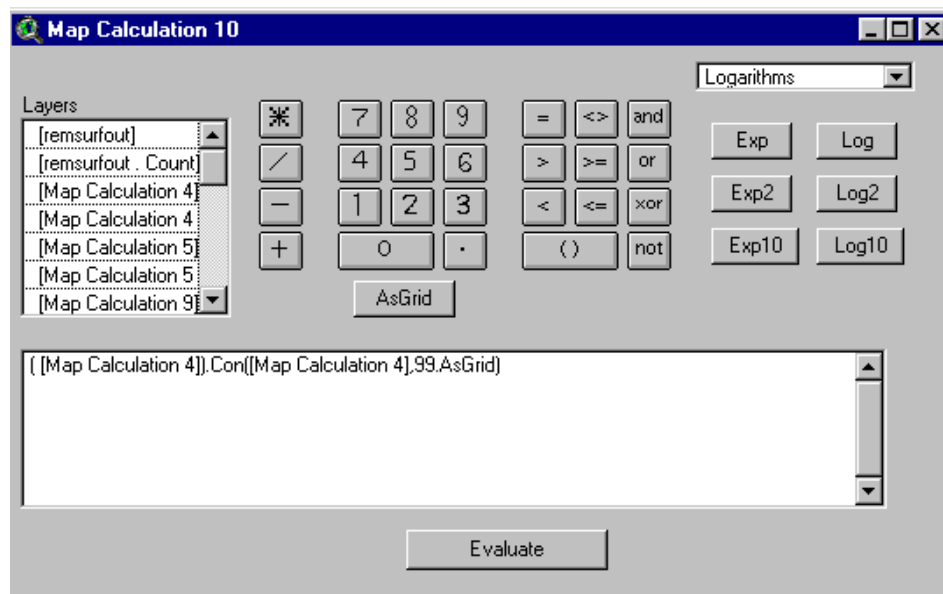 Map Calculation 10
Logarithms
Layers
[remsurfout]
[remsurfout . Count]
[Map Calculation 4]
[Map Calculation 4
[Map Calculation 5]
[Map Calculation 5
[Map Calculation 9]
* 7 8 9 = <> and
/ 4 5 6 > >= or
− 1 2 3 < <= xor
+ 0 . ( ) not
AsGrid
Exp Log
Exp2 Log2
Exp10 Log10
( [Map Calculation 4]).Con([Map Calculation 4],99.AsGrid)
Evaluate